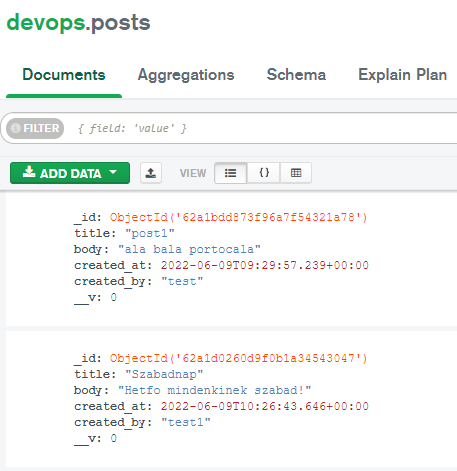 devops.posts
Documents Aggregations Schema Explain Plan
FILTER { field: 'value' }
ADD DATA VIEW {}
_id: ObjectId('62a1bdd873f96a7f54321a78')
title: "post1"
body: "ala bala portocala"
created_at: 2022-06-09T09:29:57.239+00:00
created_by: "test"
__v: 0
_id: ObjectId('62a1d0260d9f0b1a34543047')
title: "Szabadnap"
body: "Hetfo mindenkinek szabad!"
created_at: 2022-06-09T10:26:43.646+00:00
created_by: "test1"
__v: 0